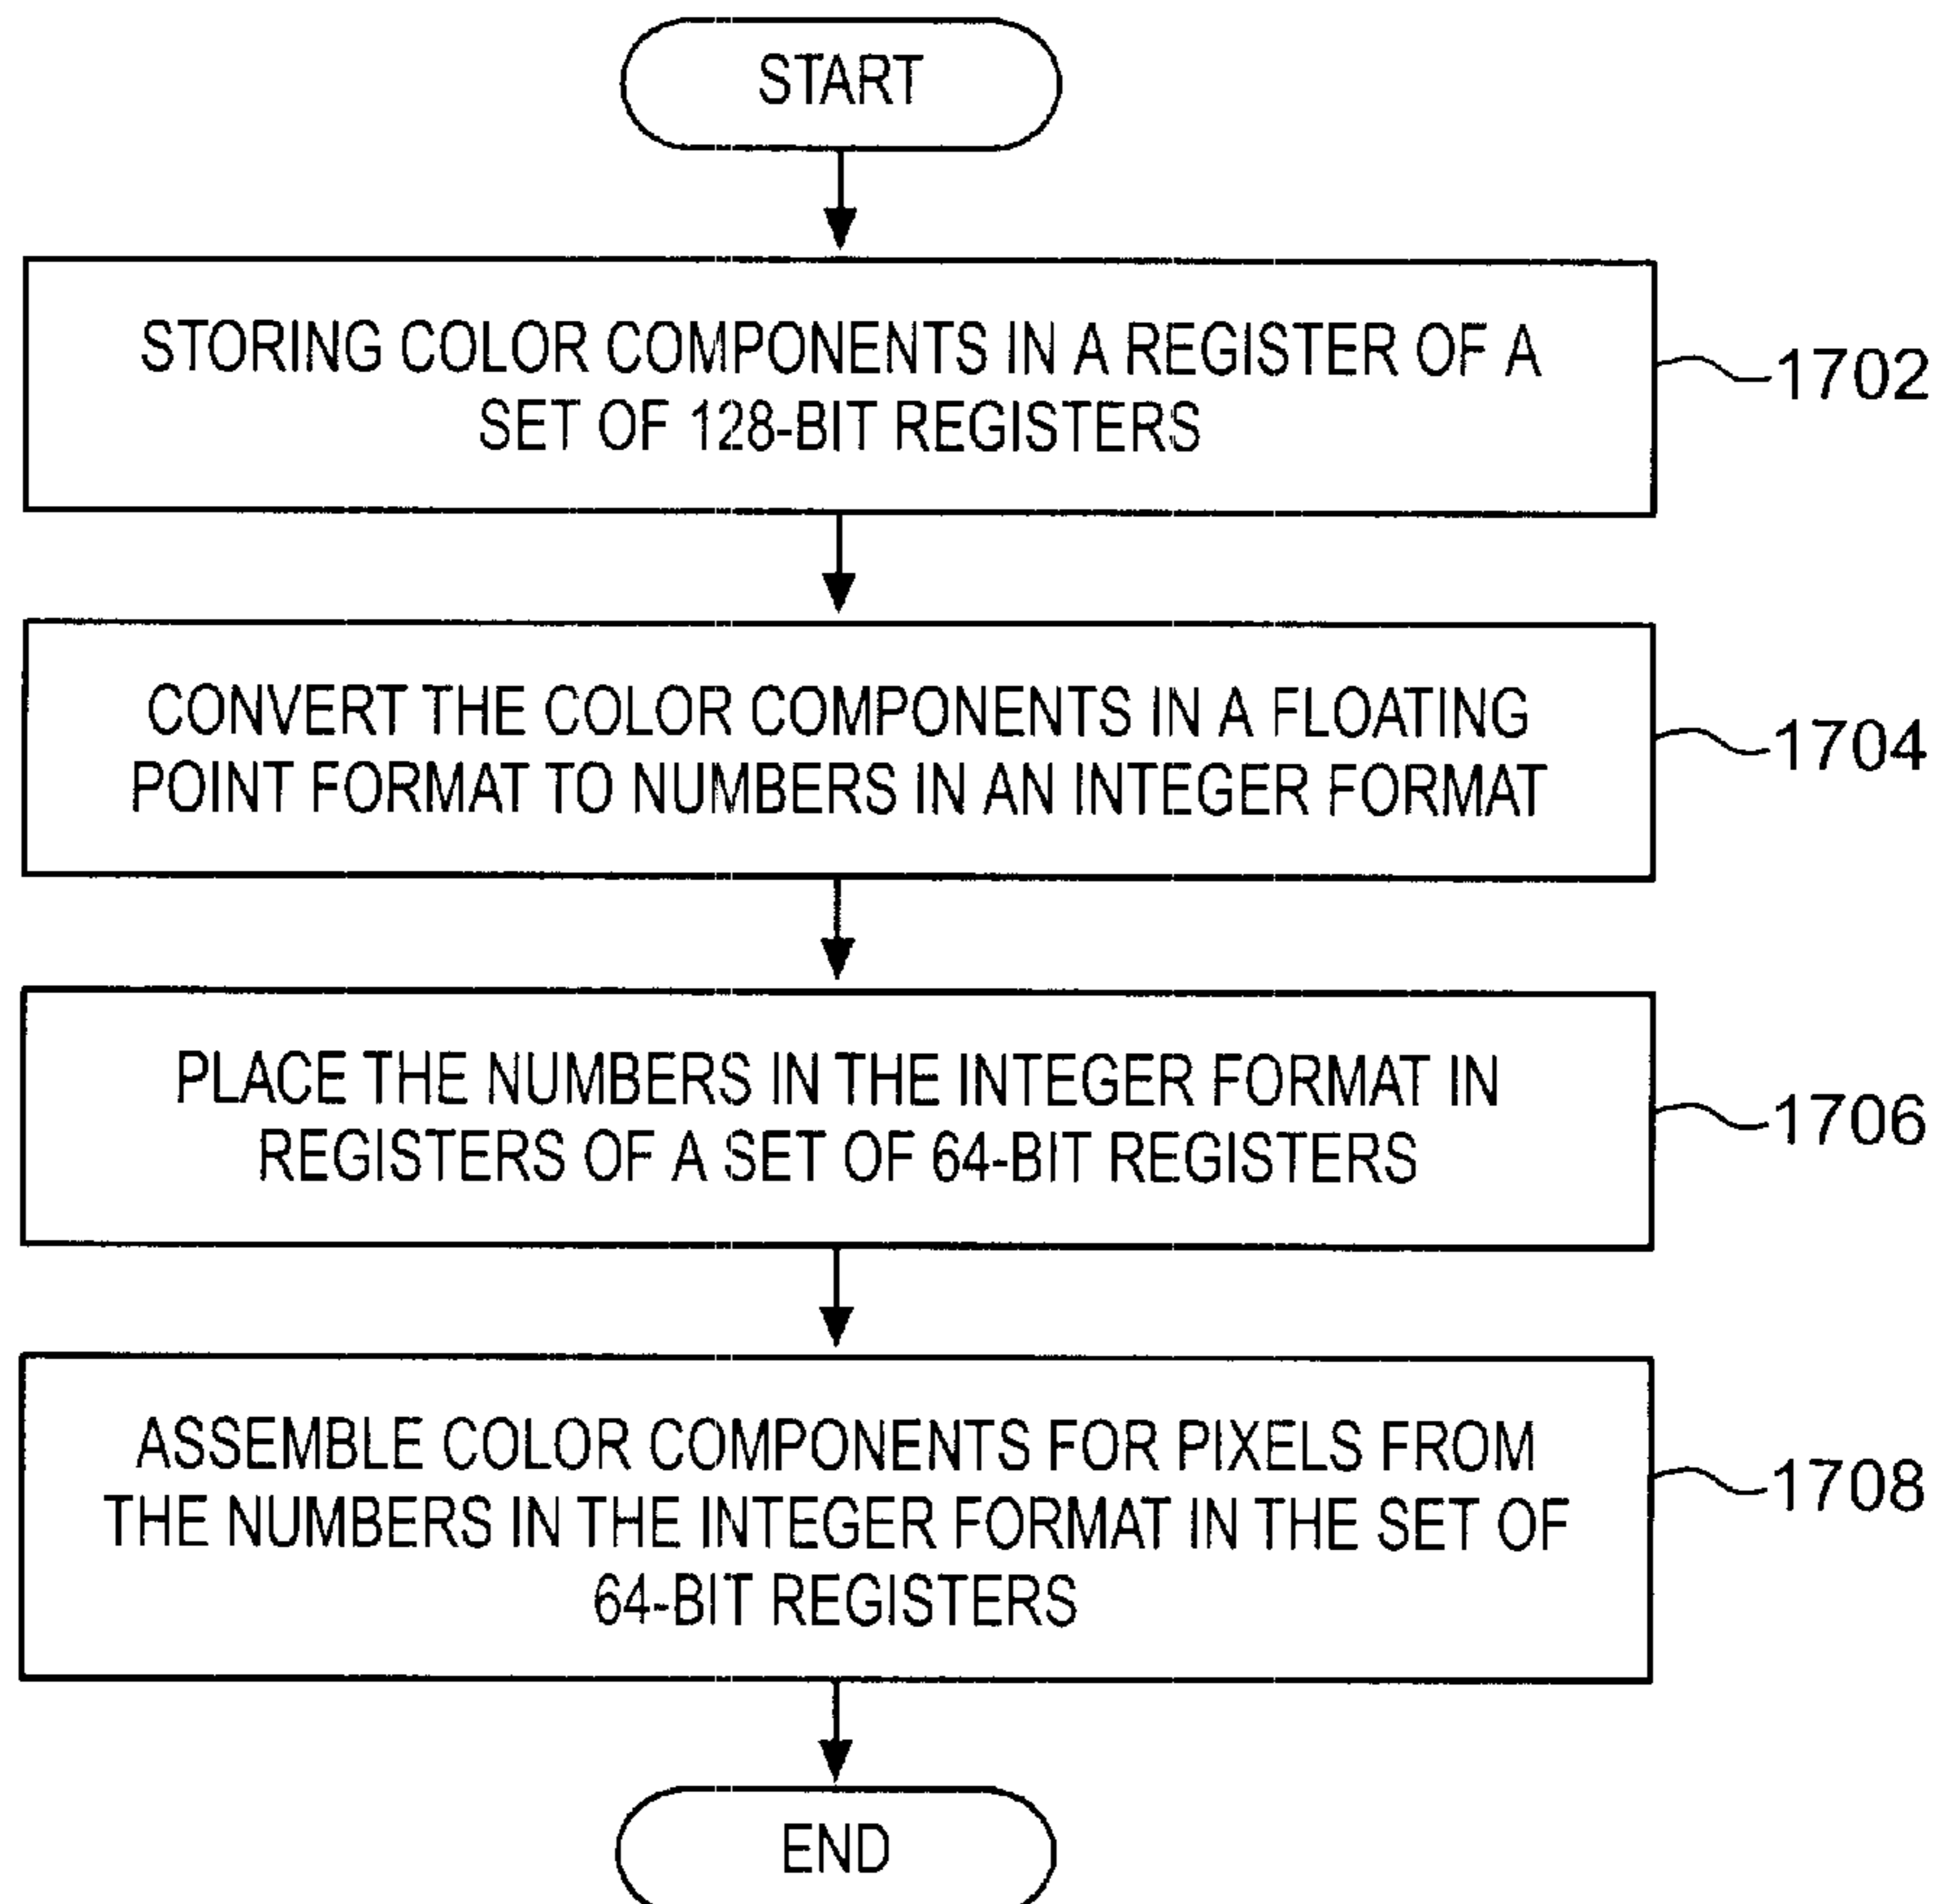 START
STORING COLOR COMPONENTS IN A REGISTER OF A
SET OF 128-BIT REGISTERS
1702
CONVERT THE COLOR COMPONENTS IN A FLOATING
POINT FORMAT TO NUMBERS IN AN INTEGER FORMAT
1704
PLACE THE NUMBERS IN THE INTEGER FORMAT IN
REGISTERS OF A SET OF 64-BIT REGISTERS
1706
ASSEMBLE COLOR COMPONENTS FOR PIXELS FROM
THE NUMBERS IN THE INTEGER FORMAT IN THE SET OF
64-BIT REGISTERS
1708
END